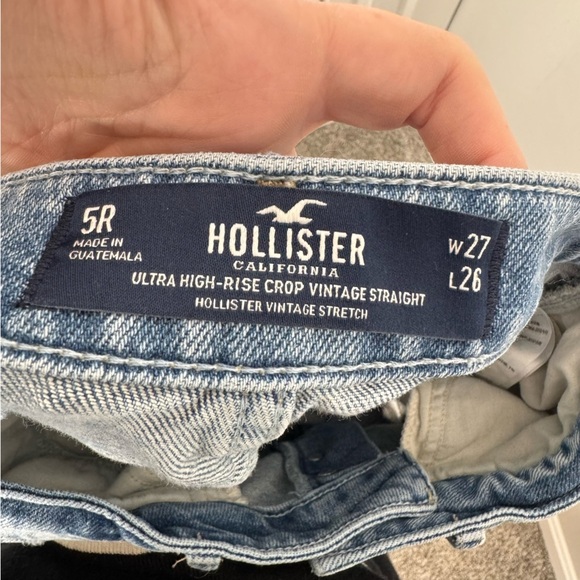 5R
MADE IN
GUATEMALA
HOLLISTER
CALIFORNIA
ULTRA HIGH-RISE CROP VINTAGE STRAIGHT
HOLLISTER VINTAGE STRETCH
W27
L26